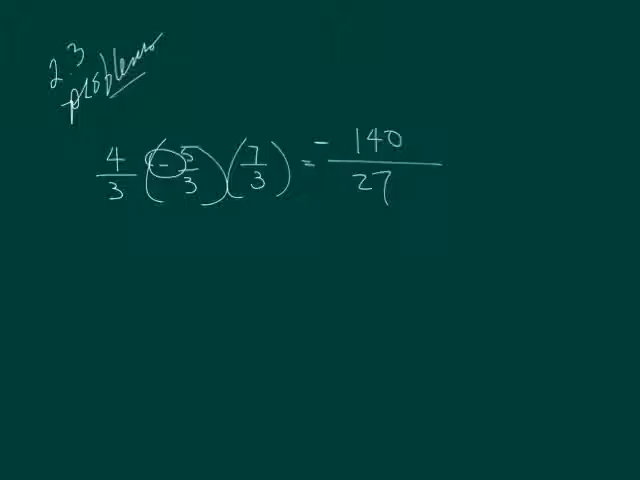 2.3
problems
4/3 (-5/3)(7/3) = -140/27